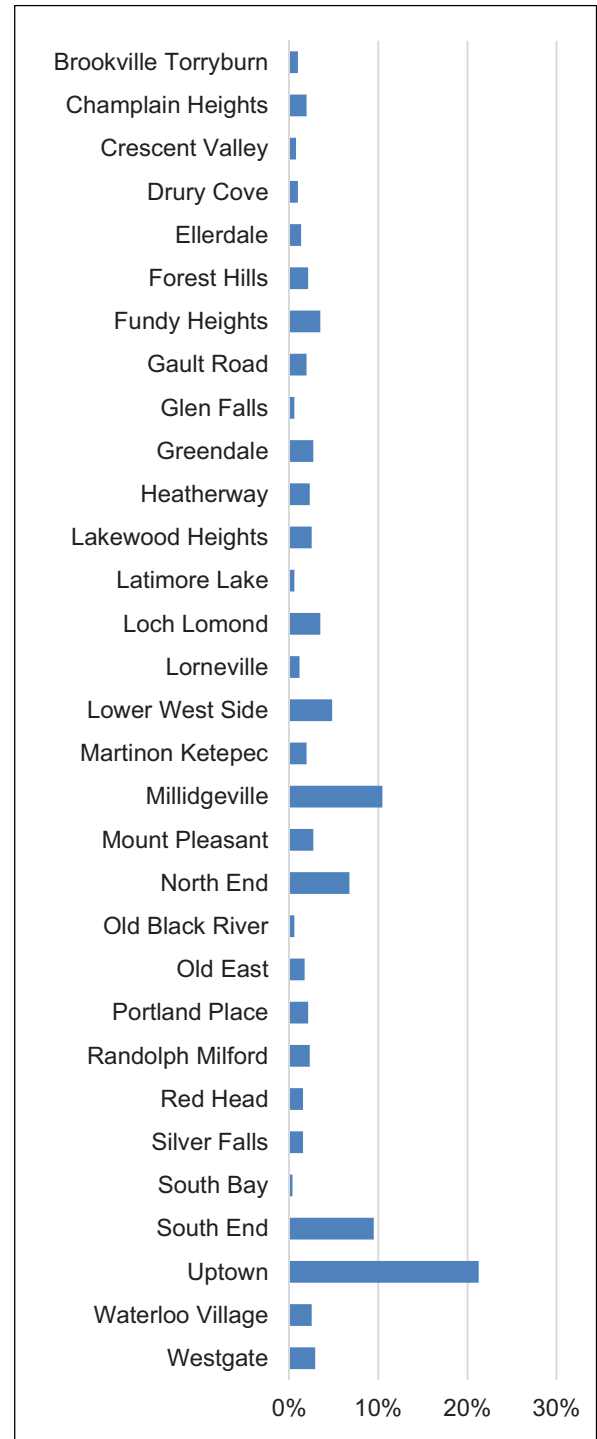 Brookville Torryburn
Champlain Heights
Crescent Valley
Drury Cove
Ellerdale
Forest Hills
Fundy Heights
Gault Road
Glen Falls
Greendale
Heatherway
Lakewood Heights
Latimore Lake
Loch Lomond
Lorneville
Lower West Side
Martinon Ketepec
Millidgeville
Mount Pleasant
North End
Old Black River
Old East
Portland Place
Randolph Milford
Red Head
Silver Falls
South Bay
South End
Uptown
Waterloo Village
Westgate
0% 10% 20% 30%